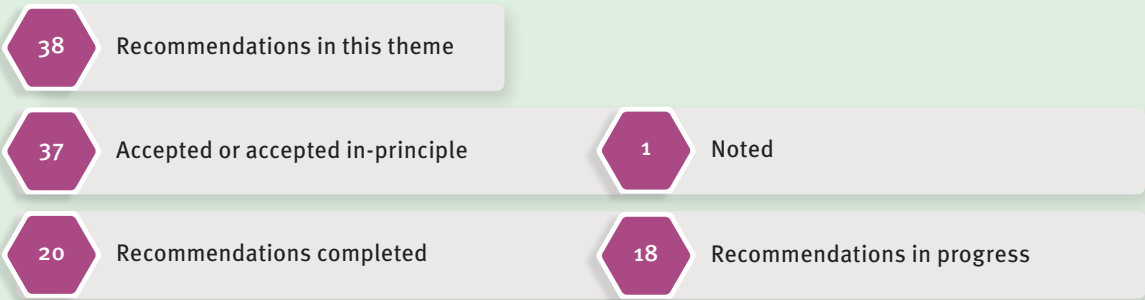 38 Recommendations in this theme
37 Accepted or accepted in-principle
1 Noted
20 Recommendations completed
18 Recommendations in progress